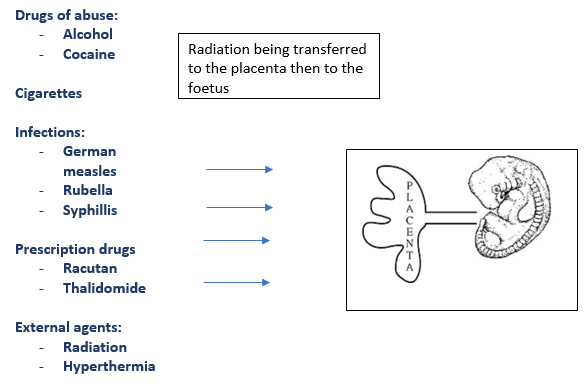 Drugs of abuse:
- Alcohol
- Cocaine
Cigarettes
Infections:
- German
measles
- Rubella
- Syphillis
Prescription drugs
- Racutan
- Thalidomide
External agents:
- Radiation
- Hyperthermia
Radiation being transferred
to the placenta then to the
foetus
PLACENTA